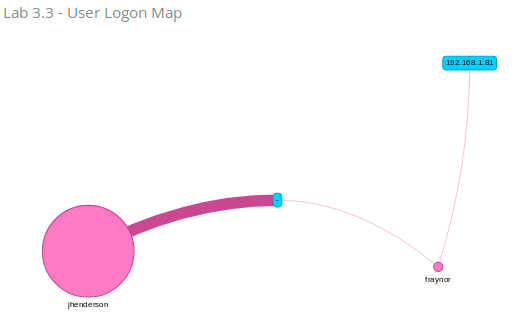 Lab 3.3 - User Logon Map
192.168.1.81
-
fraynor
jhenderson